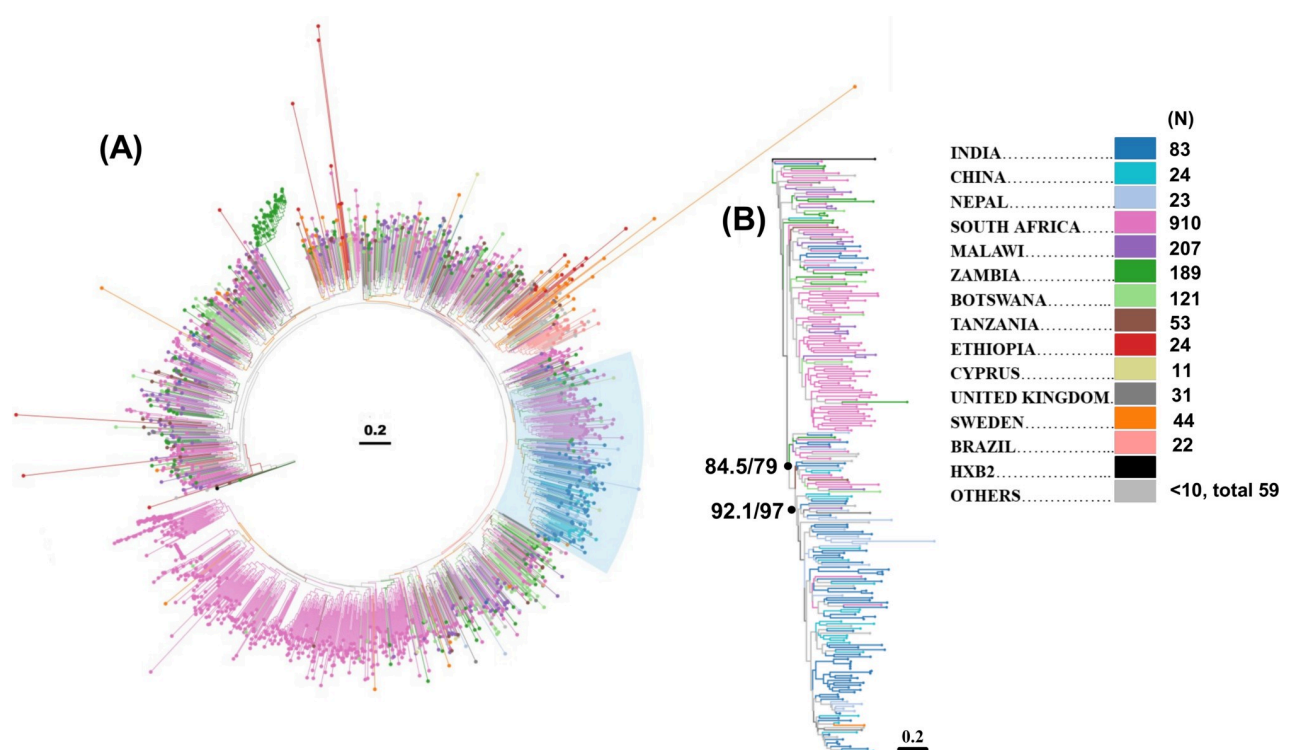 (A)
0.2
(B)
84.5/79
92.1/97
0.2
(N)
INDIA.......................... 83
CHINA.......................... 24
NEPAL.......................... 23
SOUTH AFRICA....... 910
MALAWI..................... 207
ZAMBIA...................... 189
BOTSWANA.............. 121
TANZANIA................. 53
ETHIOPIA................... 24
CYPRUS...................... 11
UNITED KINGDOM. 31
SWEDEN..................... 44
BRAZIL....................... 22
HXB2...........................
OTHERS ..................... <10, total 59